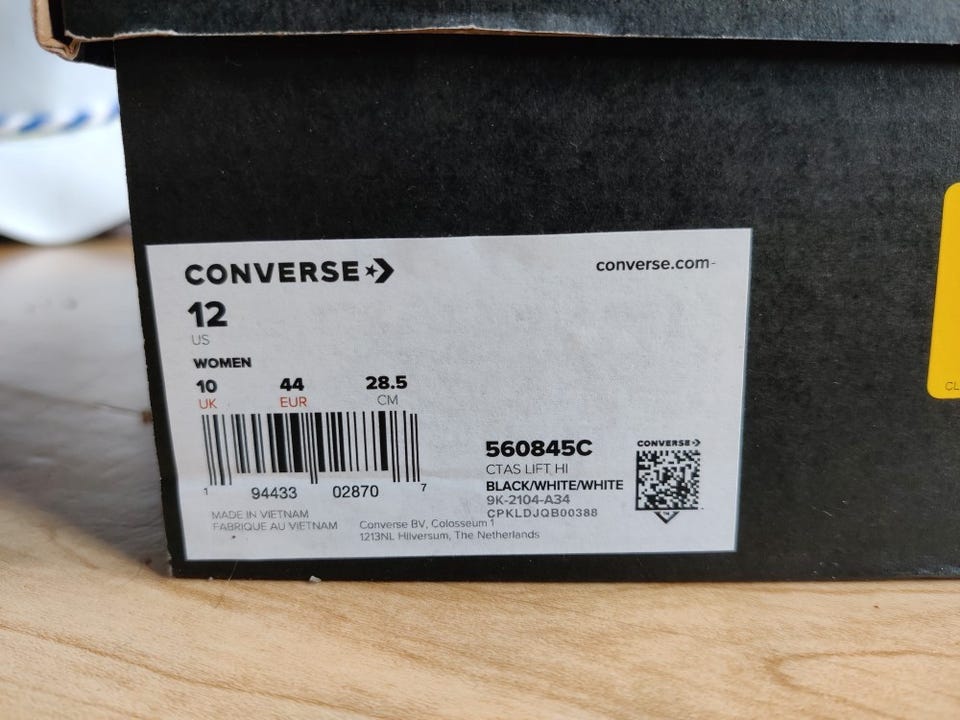 CONVERSE
converse.com
12
US
WOMEN
10 44 28.5
UK EUR CM
1 94433 02870 7
MADE IN VIETNAM
FABRIQUE AU VIETNAM
Converse BV, Colosseum 1
1213NL Hilversum, The Netherlands
560845C
CTAS LIFT HI
BLACK/WHITE/WHITE
9K-2104-A34
CPKLDJQB00388
CONVERSE
CL